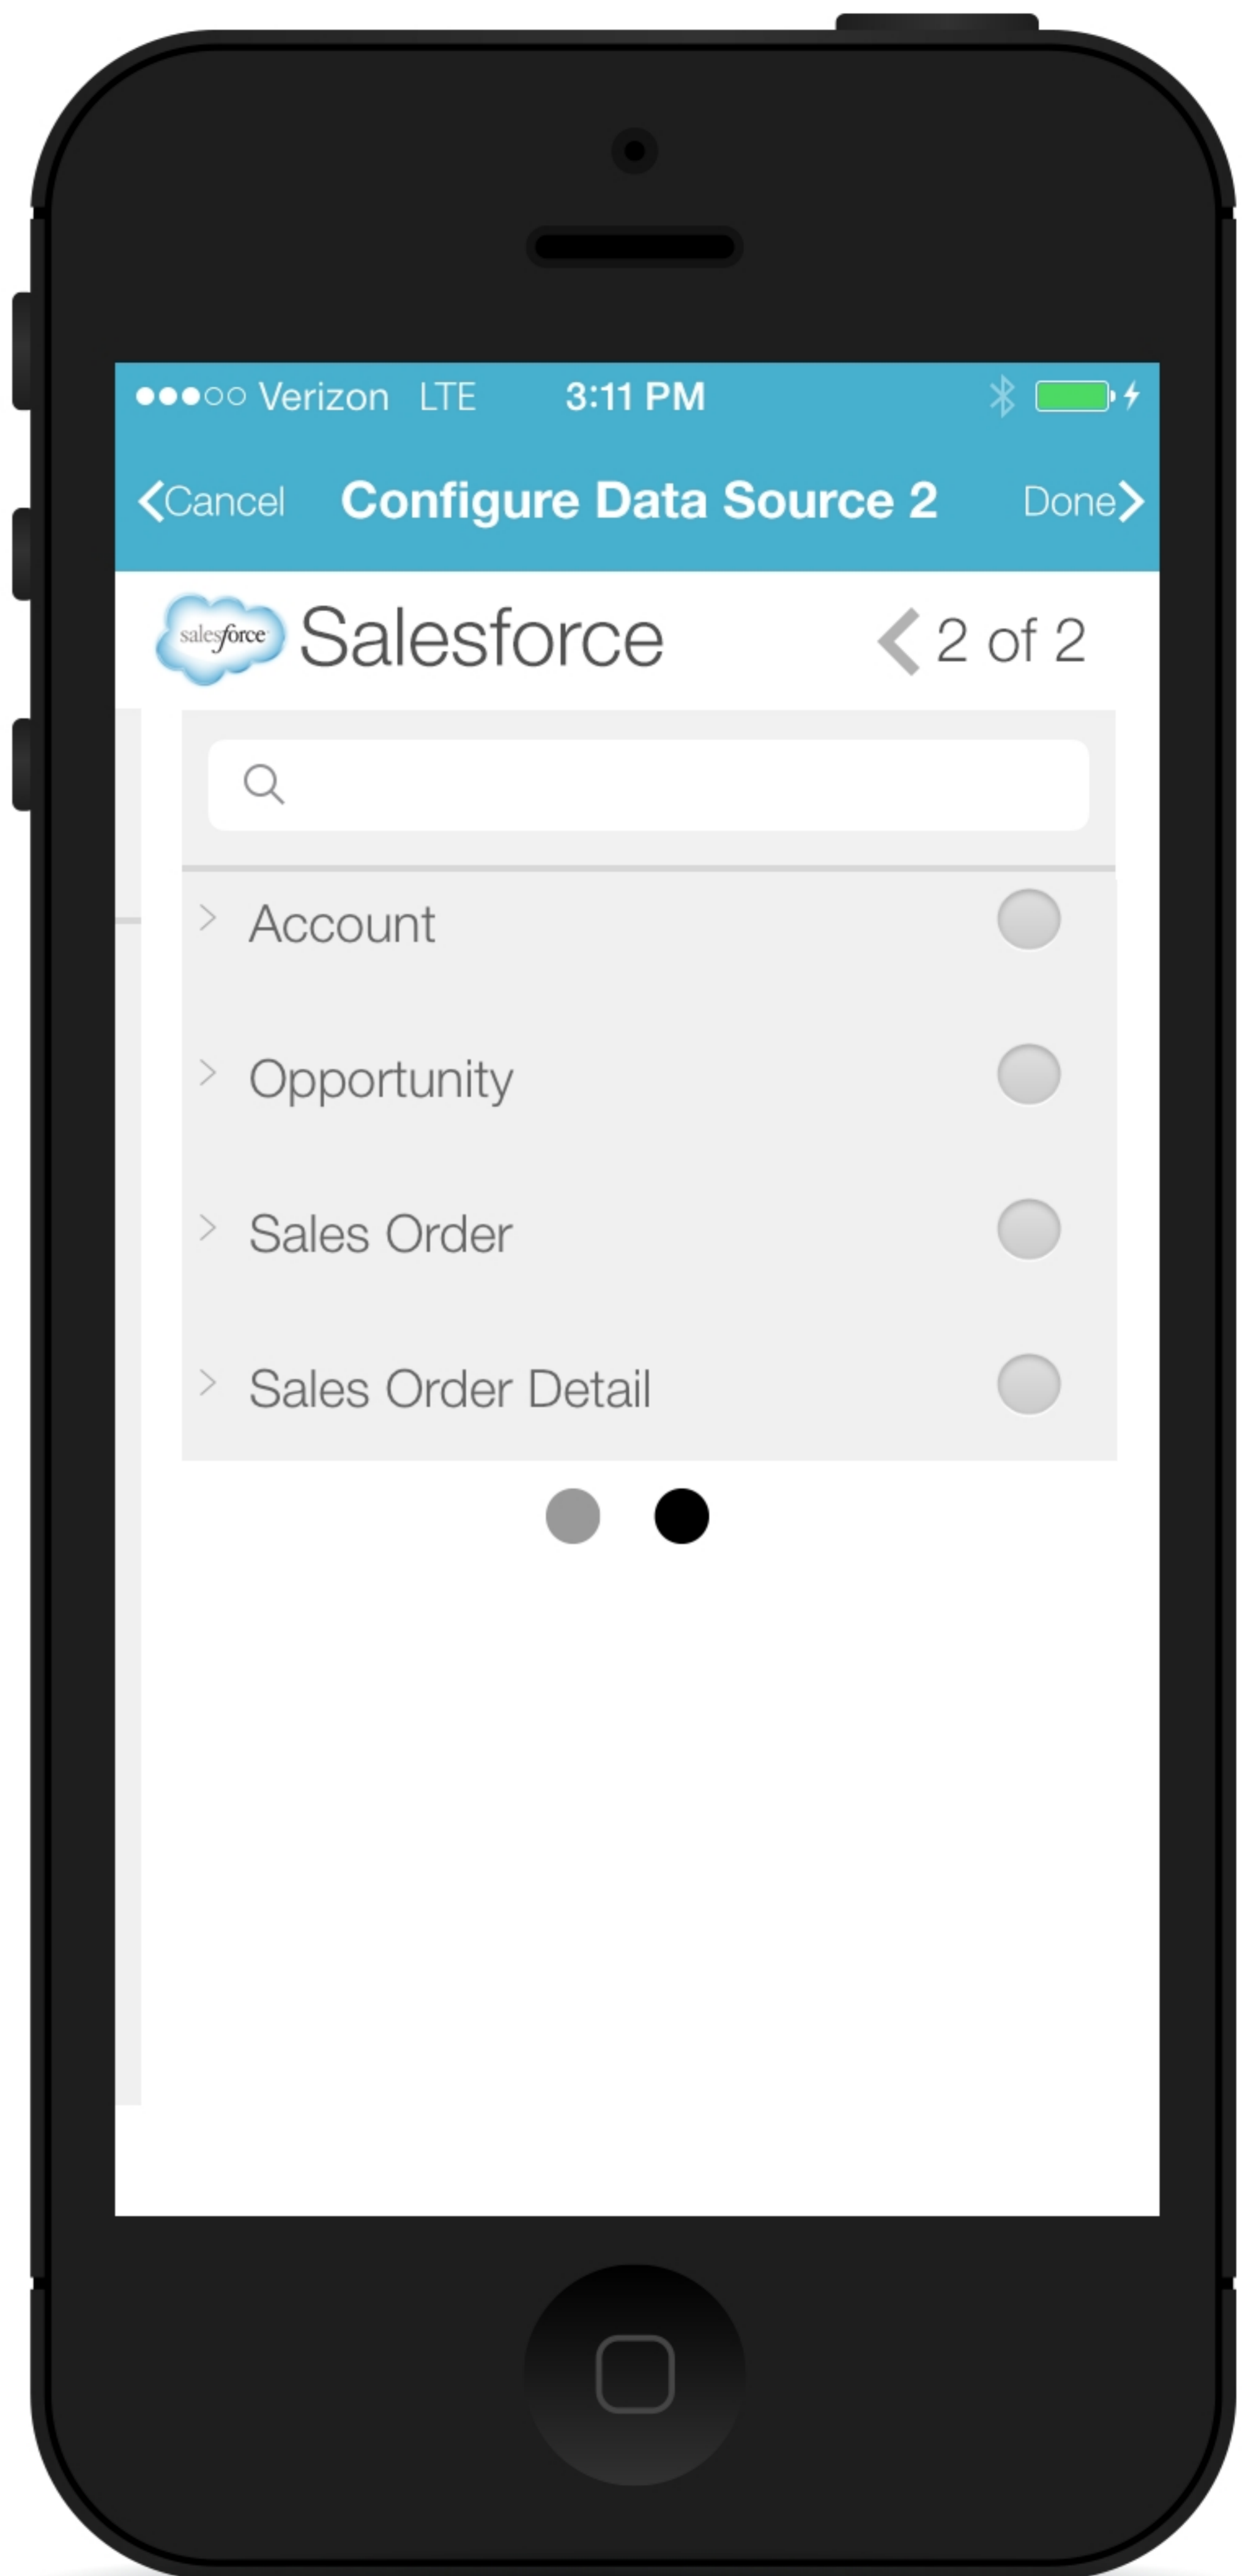 Verizon LTE 3:11 PM
Cancel Configure Data Source 2 Done
salesforce Salesforce 2 of 2
Account
Opportunity
Sales Order
Sales Order Detail